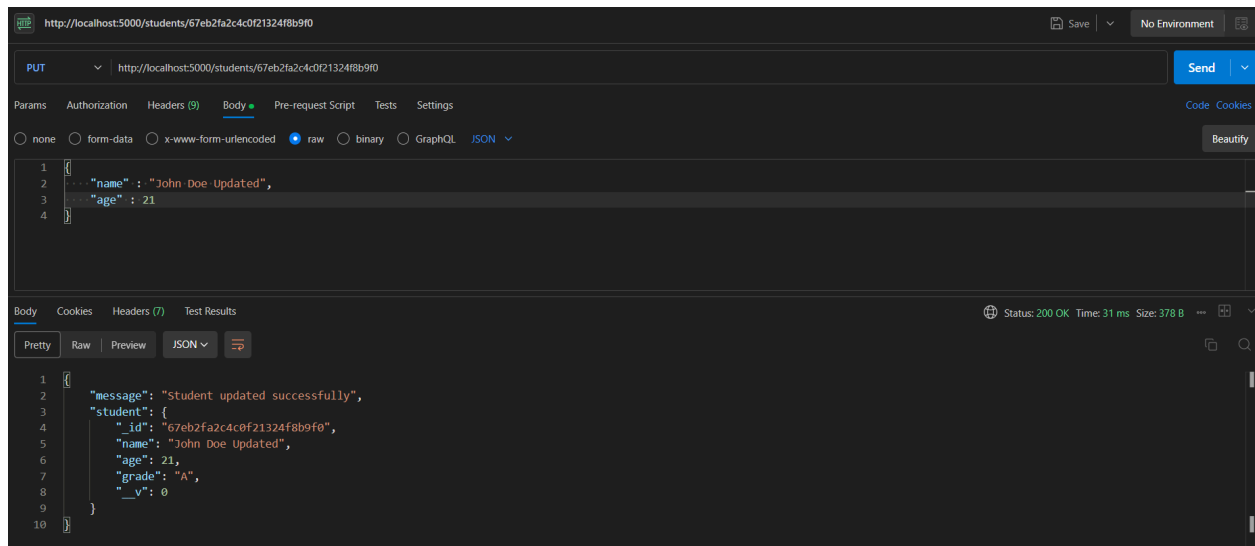 HTTP http://localhost:5000/students/67eb2fa2c4c0f21324f8b9f0 Save No Environment
PUT http://localhost:5000/students/67eb2fa2c4c0f21324f8b9f0 Send
Params Authorization Headers (9) Body Pre-request Script Tests Settings Code Cookies
none form-data x-www-form-urlencoded raw binary GraphQL JSON Beautify
1 {
2 "name" : "John Doe Updated",
3 "age" : 21
4 }
Body Cookies Headers (7) Test Results Status: 200 OK Time: 31 ms Size: 378 B
Pretty Raw Preview JSON
1 {
2 "message": "Student updated successfully",
3 "student": {
4 "_id": "67eb2fa2c4c0f21324f8b9f0",
5 "name": "John Doe Updated",
6 "age": 21,
7 "grade": "A",
8 "__v": 0
9 }
10 }